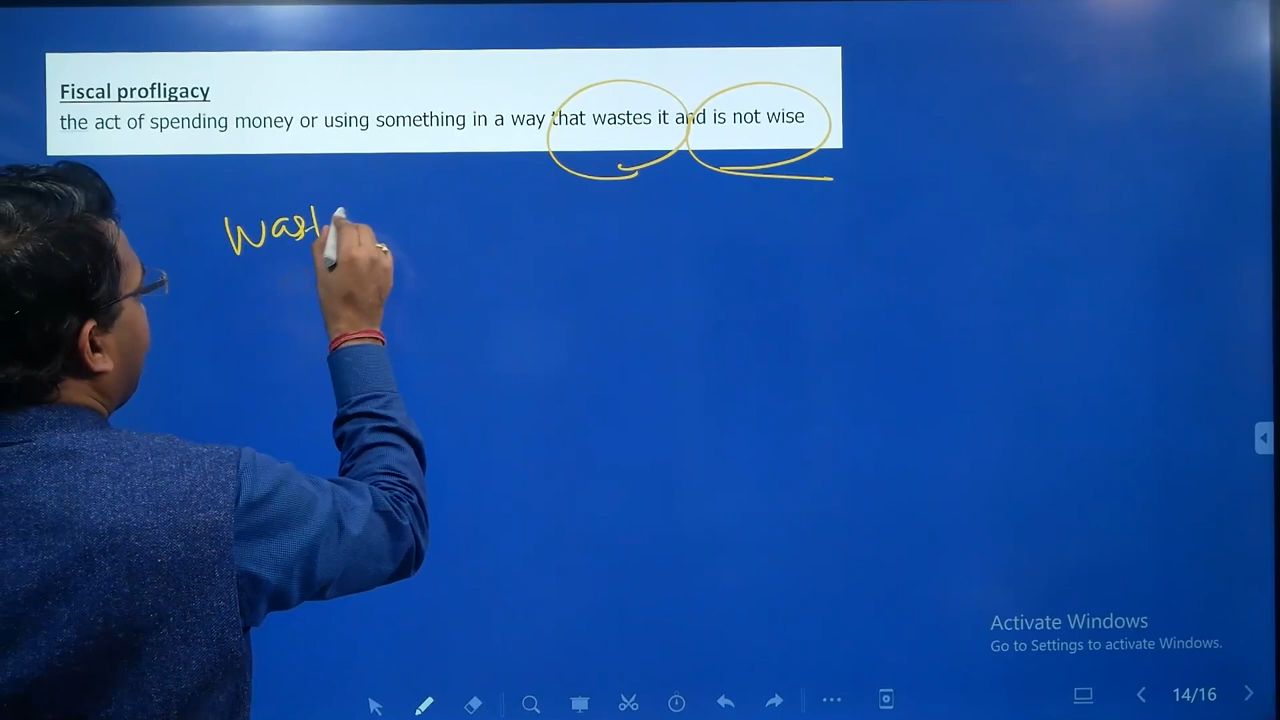 Fiscal profligacy
the act of spending money or using something in a way that wastes it and is not wise
Wast
Activate Windows
Go to Settings to activate Windows.
14/16